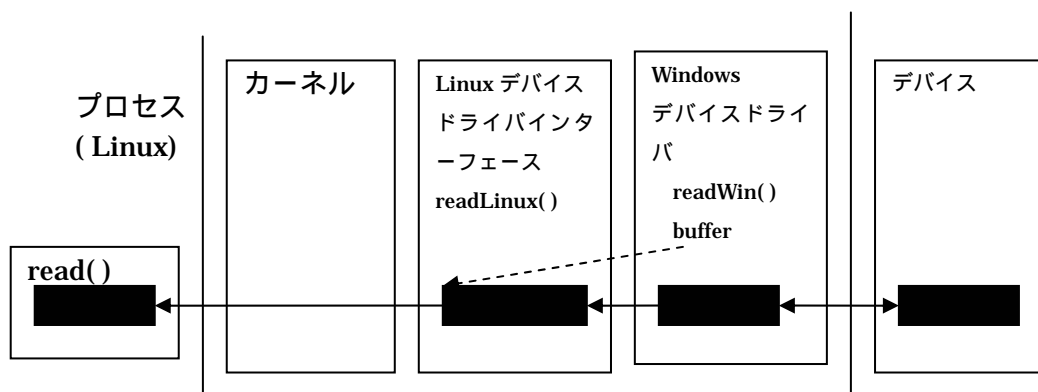 プロセス
( Linux)
read( )
カーネル
Linux デバイス
ドライバインタ
ーフェース
readLinux( )
Windows
デバイスドライ
バ
readWin( )
buffer
デバイス